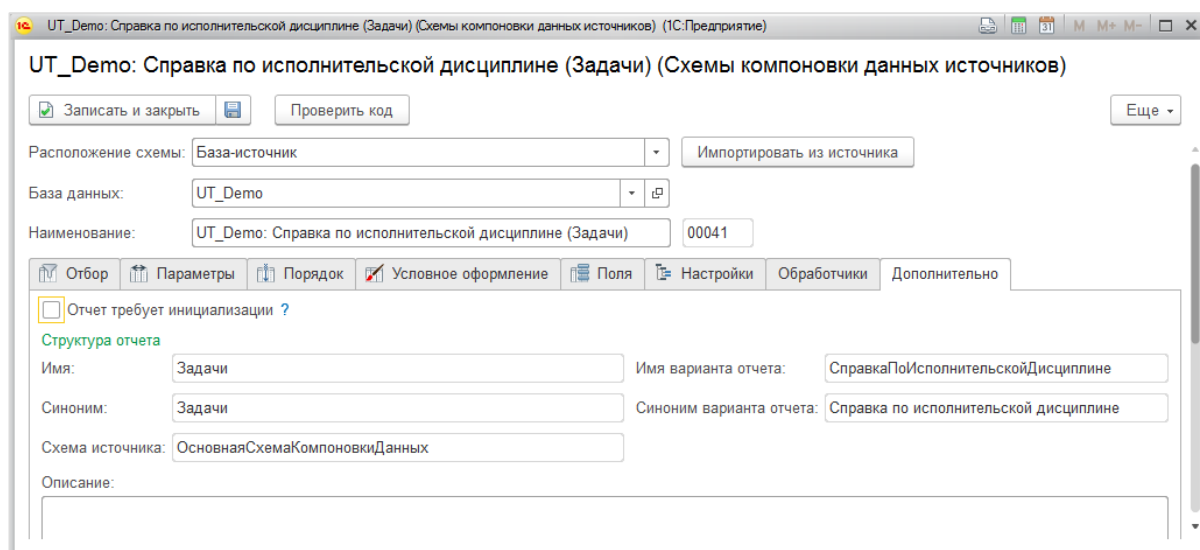 UT_Demo: Справка по исполнительской дисциплине (Задачи) (Схемы компоновки данных источников) (1С:Предприятие) 31 M M+ M-
UT_Demo: Справка по исполнительской дисциплине (Задачи) (Схемы компоновки данных источников)
Записать и закрыть Проверить код Еще
Расположение схемы: База-источник Импортировать из источника
База данных: UT_Demo
Наименование: UT_Demo: Справка по исполнительской дисциплине (Задачи) 00041
Отбор Параметры Порядок Условное оформление Поля Настройки Обработчики Дополнительно
Отчет требует инициализации ?
Структура отчета
Имя: Задачи Имя варианта отчета: СправкаПоИсполнительскойДисциплине
Синоним: Задачи Синоним варианта отчета: Справка по исполнительской дисциплине
Схема источника: ОсновнаяСхемаКомпоновкиДанных
Описание: